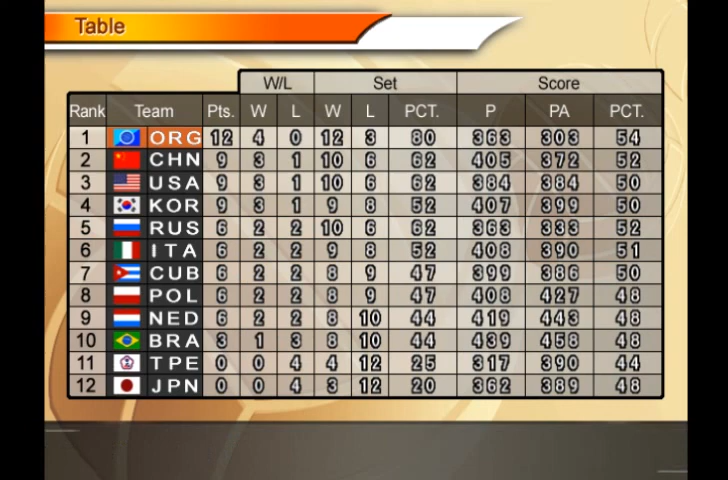 Table
W/L Set Score
Rank Team Pts. W L W L PCT. P PA PCT.
1 ORG 12 4 0 12 3 80 363 303 54
2 CHN 9 3 1 10 6 62 405 372 52
3 USA 9 3 1 10 6 62 384 384 50
4 KOR 9 3 1 9 8 52 407 399 50
5 RUS 6 2 2 10 6 62 363 333 52
6 ITA 6 2 2 9 8 52 408 390 51
7 CUB 6 2 2 8 9 47 399 386 50
8 POL 6 2 2 8 9 47 408 427 48
9 NED 6 2 2 8 10 44 419 443 48
10 BRA 3 1 3 8 10 44 439 458 48
11 TPE 0 0 4 4 12 25 317 390 44
12 JPN 0 0 4 3 12 20 362 389 48